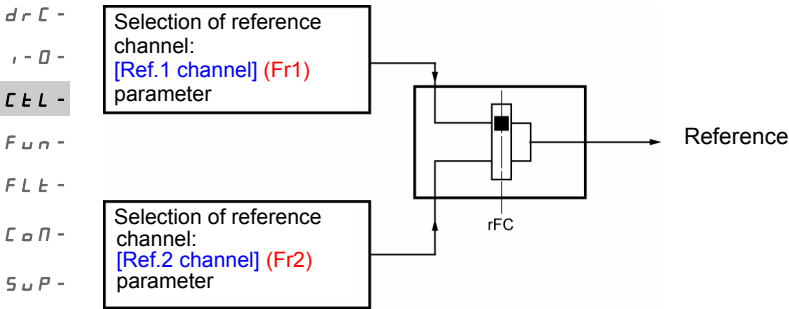 drC-
I-O-
CtL-
Fun-
FLt-
CoM-
SuP-
Selection of reference
channel:
[Ref.1 channel] (Fr1)
parameter
Selection of reference
channel:
[Ref.2 channel] (Fr2)
parameter
rFC
Reference